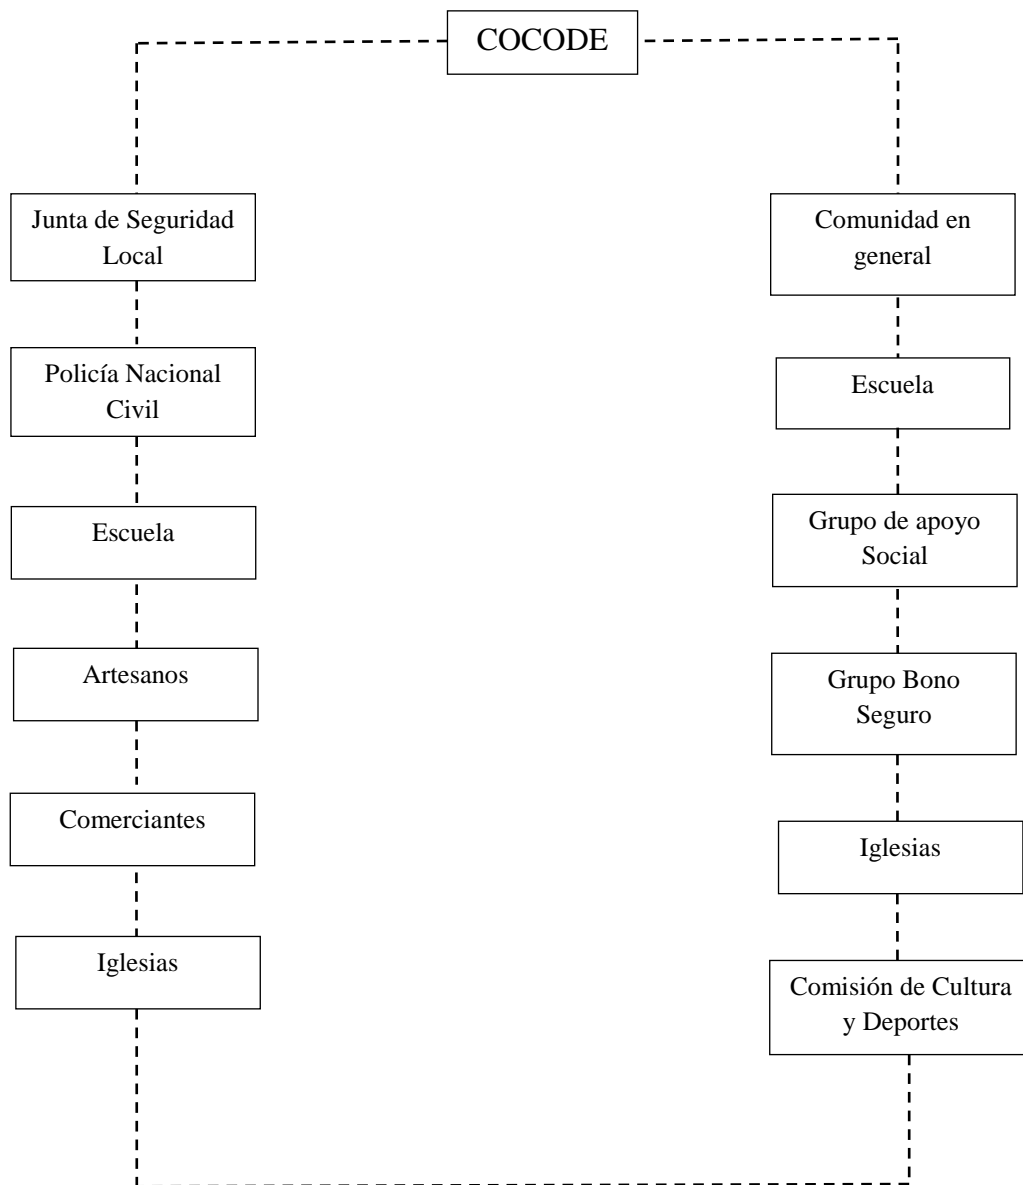 COCODE
Junta de Seguridad
Local
Policía Nacional
Civil
Escuela
Artesanos
Comerciantes
Iglesias
Comunidad en
general
Escuela
Grupo de apoyo
Social
Grupo Bono
Seguro
Iglesias
Comisión de Cultura
y Deportes